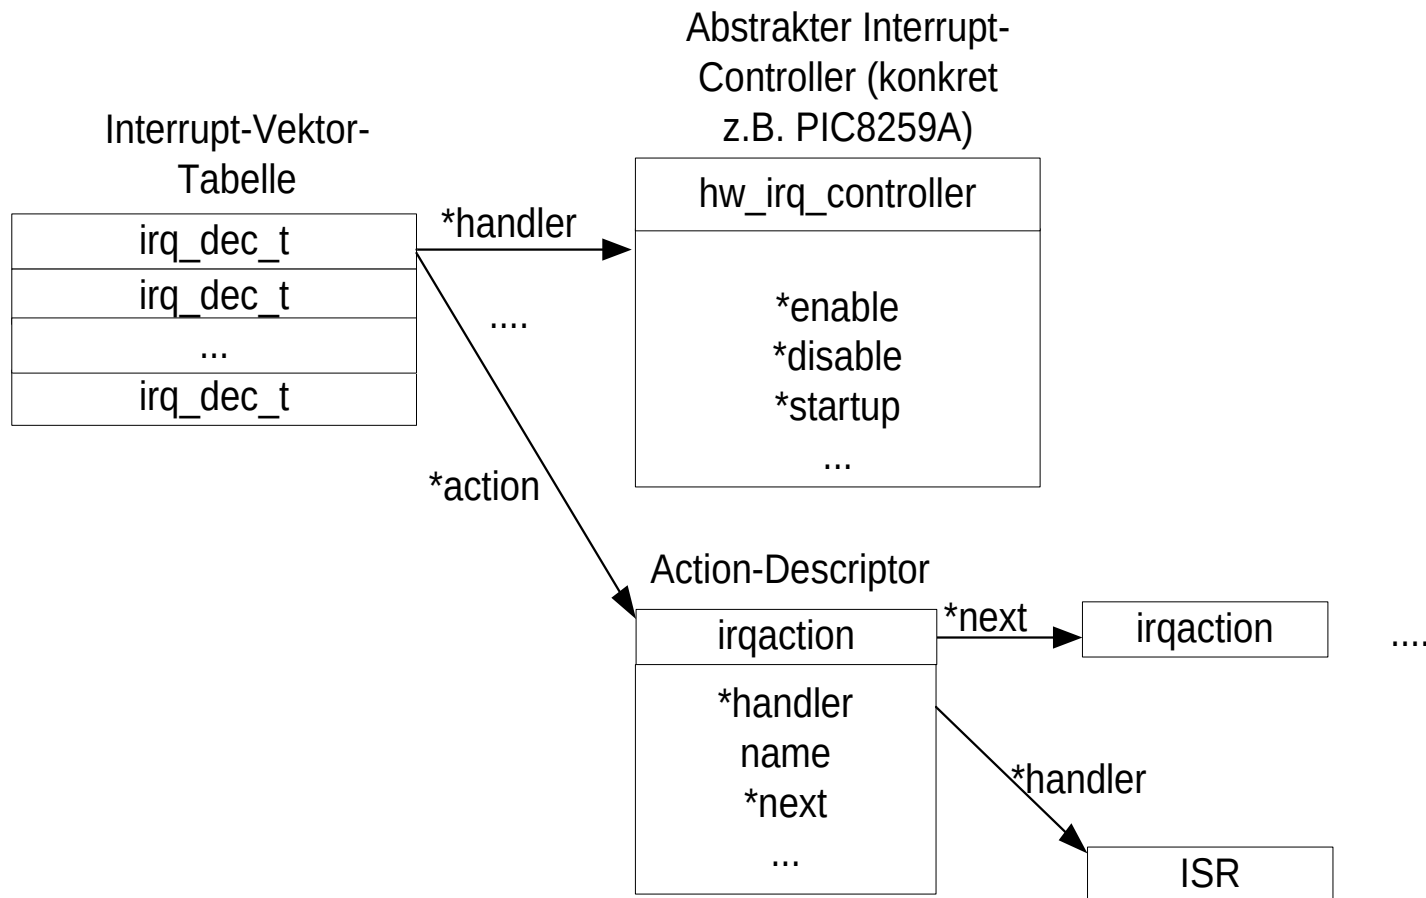 Abstrakter Interrupt-
Controller (konkret
z.B. PIC8259A)
Interrupt-Vektor-
Tabelle
hw_irq_controller
*handler
irq_dec_t
irq_dec_t
...
irq_dec_t
....
*enable
*disable
*startup
...
*action
Action-Descriptor
irqaction
*next
irqaction
....
*handler
name
*next
...
*handler
ISR